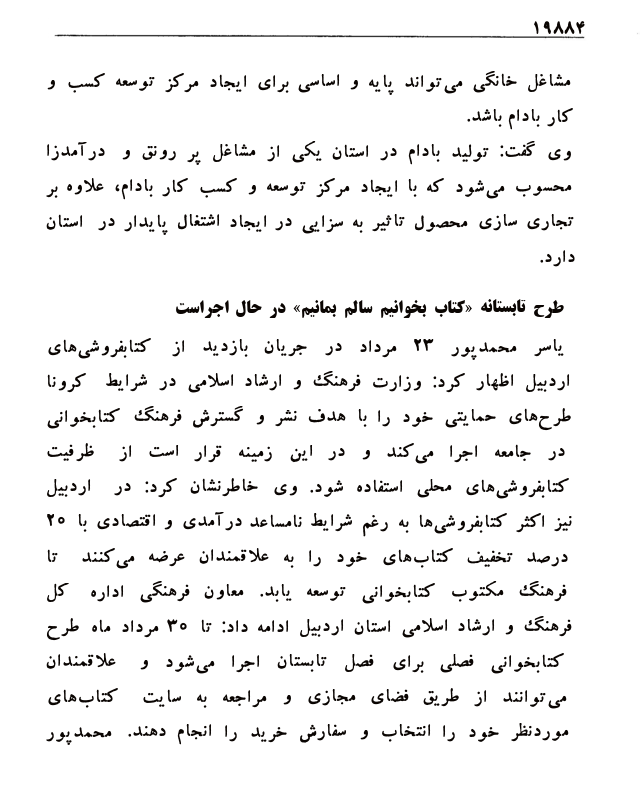 ۱۹۸۸۴
مشاغل خانگی می‌تواند پایه و اساسی برای ایجاد مرکز توسعه کسب و
کار بادام باشد.
وی گفت: تولید بادام در استان یکی از مشاغل پر رونق و درآمدزا
محسوب می‌شود که با ایجاد مرکز توسعه و کسب کار بادام، علاوه بر
تجاری سازی محصول تاثیر به سزایی در ایجاد اشتغال پایدار در استان
دارد.
طرح تابستانه «کتاب بخوانیم سالم بمانیم» در حال اجراست
یاسر محمدپور ۲۳ مرداد در جریان بازدید از کتابفروشی‌های
اردبیل اظهار کرد: وزارت فرهنگ و ارشاد اسلامی در شرایط کرونا
طرح‌های حمایتی خود را با هدف نشر و گسترش فرهنگ کتابخوانی
در جامعه اجرا می‌کند و در این زمینه قرار است از ظرفیت
کتابفروشی‌های محلی استفاده شود. وی خاطرنشان کرد: در اردبیل
نیز اکثر کتابفروشی‌ها به رغم شرایط نامساعد درآمدی و اقتصادی با ۲۵
درصد تخفیف کتاب‌های خود را به علاقمندان عرضه می‌کنند تا
فرهنگ مکتوب کتابخوانی توسعه یابد. معاون فرهنگی اداره کل
فرهنگ و ارشاد اسلامی استان اردبیل ادامه داد: تا ۳۰ مرداد ماه طرح
کتابخوانی فصلی برای فصل تابستان اجرا می‌شود و علاقمندان
می‌توانند از طریق فضای مجازی و مراجعه به سایت کتاب‌های
موردنظر خود را انتخاب و سفارش خرید را انجام دهند. محمدپور